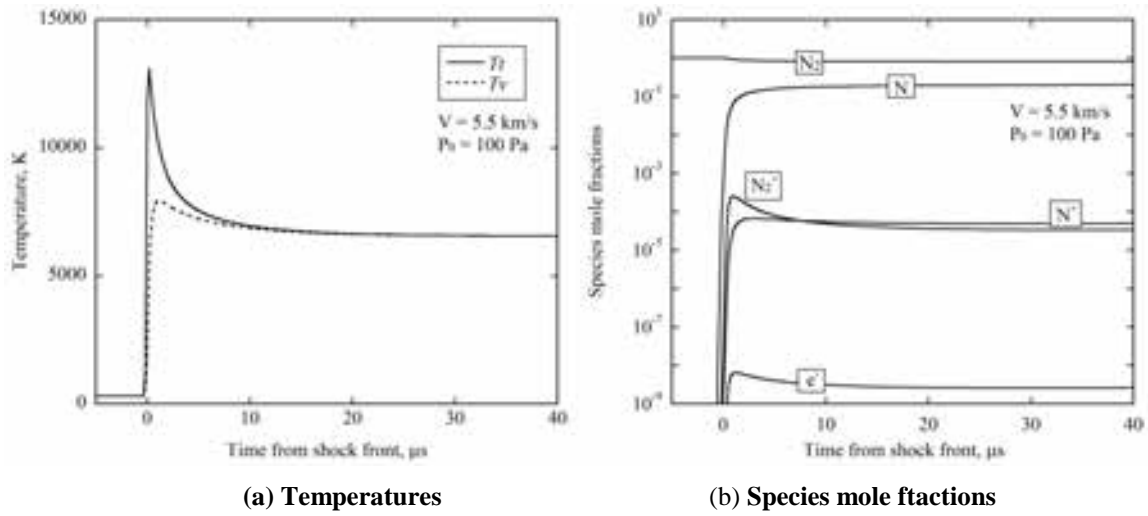 15000
10000
5000
0
0
10
20
30
40
Temperature, K
Time from shock front, μs
Tt
Tv
V = 5.5 km/s
P₀ = 100 Pa
(a) Temperatures
10¹
10⁻¹
10⁻³
10⁻⁵
10⁻⁷
10⁻⁹
0
10
20
30
40
Species mole fractions
Time from shock front, μs
N₂
N
V = 5.5 km/s
P₀ = 100 Pa
N₂⁺
N⁺
e⁻
(b) Species mole ftactions